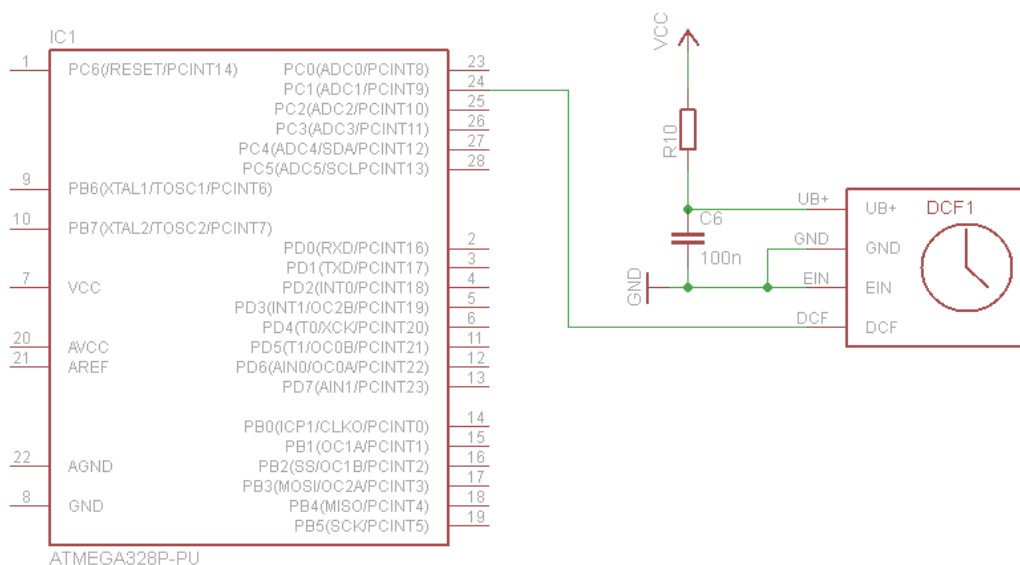 IC1
1 PC6(/RESET/PCINT14)
9 PB6(XTAL1/TOSC1/PCINT6)
10 PB7(XTAL2/TOSC2/PCINT7)
7 VCC
20 AVCC
21 AREF
22 AGND
8 GND
PC0(ADC0/PCINT8) 23
PC1(ADC1/PCINT9) 24
PC2(ADC2/PCINT10) 25
PC3(ADC3/PCINT11) 26
PC4(ADC4/SDA/PCINT12) 27
PC5(ADC5/SCLPCINT13) 28
PD0(RXD/PCINT16) 2
PD1(TXD/PCINT17) 3
PD2(INT0/PCINT18) 4
PD3(INT1/OC2B/PCINT19) 5
PD4(T0/XCK/PCINT20) 6
PD5(T1/OC0B/PCINT21) 11
PD6(AIN0/OC0A/PCINT22) 12
PD7(AIN1/PCINT23) 13
PB0(ICP1/CLKO/PCINT0) 14
PB1(OC1A/PCINT1) 15
PB2(SS/OC1B/PCINT2) 16
PB3(MOSI/OC2A/PCINT3) 17
PB4(MISO/PCINT4) 18
PB5(SCK/PCINT5) 19
ATMEGA328P-PU
VCC
R10
C6
100n
GND
UB+
GND
EIN
DCF
DCF1
UB+
GND
EIN
DCF